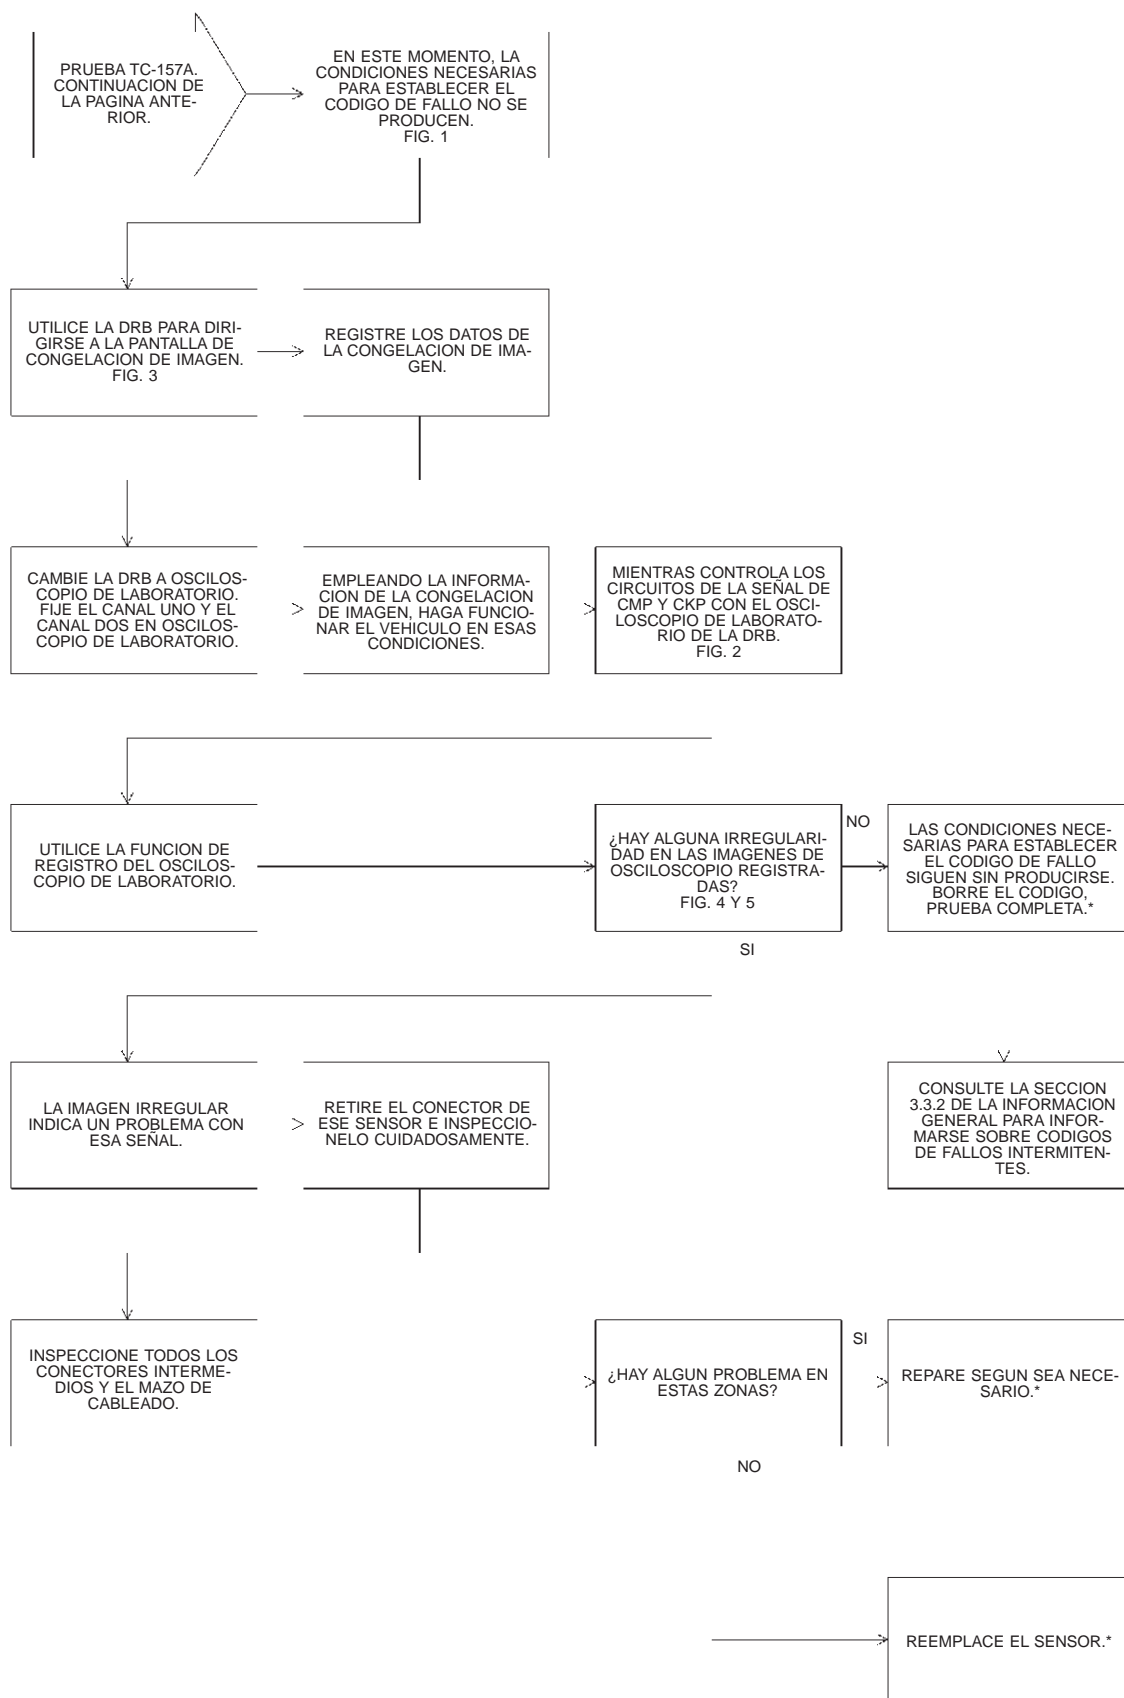 PRUEBA TC-157A.
CONTINUACION DE
LA PAGINA ANTE-
RIOR.
EN ESTE MOMENTO, LA
CONDICIONES NECESARIAS
PARA ESTABLECER EL
CODIGO DE FALLO NO SE
PRODUCEN.
FIG. 1
UTILICE LA DRB PARA DIRI-
GIRSE A LA PANTALLA DE
CONGELACION DE IMAGEN.
FIG. 3
REGISTRE LOS DATOS DE
LA CONGELACION DE IMA-
GEN.
CAMBIE LA DRB A OSCILOS-
COPIO DE LABORATORIO.
FIJE EL CANAL UNO Y EL
CANAL DOS EN OSCILOS-
COPIO DE LABORATORIO.
EMPLEANDO LA INFORMA-
CION DE LA CONGELACION
DE IMAGEN, HAGA FUNCIO-
NAR EL VEHICULO EN ESAS
CONDICIONES.
MIENTRAS CONTROLA LOS
CIRCUITOS DE LA SEÑAL DE
CMP Y CKP CON EL OSCI-
LOSCOPIO DE LABORATO-
RIO DE LA DRB.
FIG. 2
UTILICE LA FUNCION DE
REGISTRO DEL OSCILOS-
COPIO DE LABORATORIO.
¿HAY ALGUNA IRREGULARI-
DAD EN LAS IMAGENES DE
OSCILOSCOPIO REGISTRA-
DAS?
FIG. 4 Y 5
NO
LAS CONDICIONES NECE-
SARIAS PARA ESTABLECER
EL CODIGO DE FALLO
SIGUEN SIN PRODUCIRSE.
BORRE EL CODIGO,
PRUEBA COMPLETA.*
SI
LA IMAGEN IRREGULAR
INDICA UN PROBLEMA CON
ESA SEÑAL.
RETIRE EL CONECTOR DE
ESE SENSOR E INSPECCIO-
NELO CUIDADOSAMENTE.
CONSULTE LA SECCION
3.3.2 DE LA INFORMACION
GENERAL PARA INFOR-
MARSE SOBRE CODIGOS
DE FALLOS INTERMITEN-
TES.
INSPECCIONE TODOS LOS
CONECTORES INTERME-
DIOS Y EL MAZO DE
CABLEADO.
¿HAY ALGUN PROBLEMA EN
ESTAS ZONAS?
SI
REPARE SEGUN SEA NECE-
SARIO.*
NO
REEMPLACE EL SENSOR.*